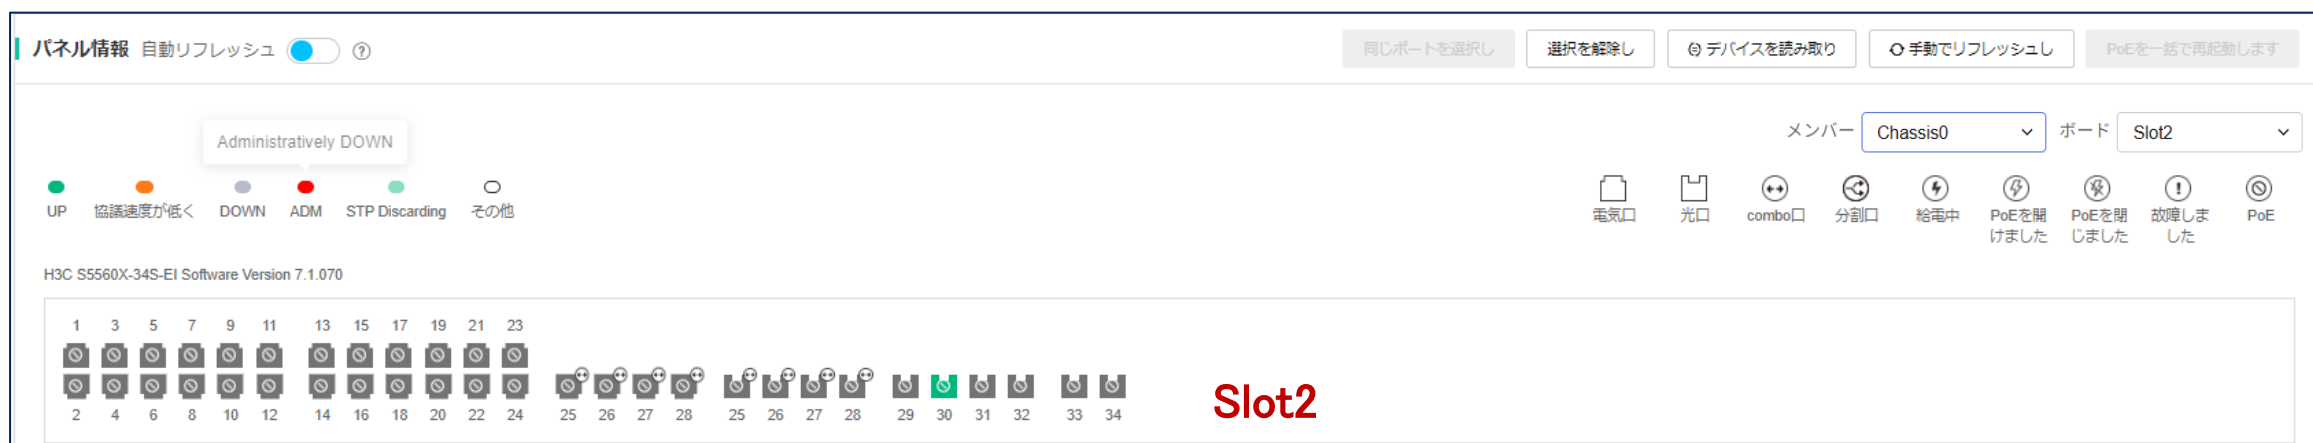 パネル情報 自動リフレッシュ ?
同じポートを選択し 選択を解除し デバイスを読み取り 手動でリフレッシュし PoEを一括で再起動します
Administratively DOWN
メンバー Chassis0 ボード Slot2
UP 協議速度が低く DOWN ADM STP Discarding その他
電気口 光口 combo口 分割口 給電中 PoEを開けました PoEを閉じました 故障しました PoE
H3C S5560X-34S-EI Software Version 7.1.070
1 3 5 7 9 11 13 15 17 19 21 23
2 4 6 8 10 12 14 16 18 20 22 24 25 26 27 28 25 26 27 28 29 30 31 32 33 34
Slot2